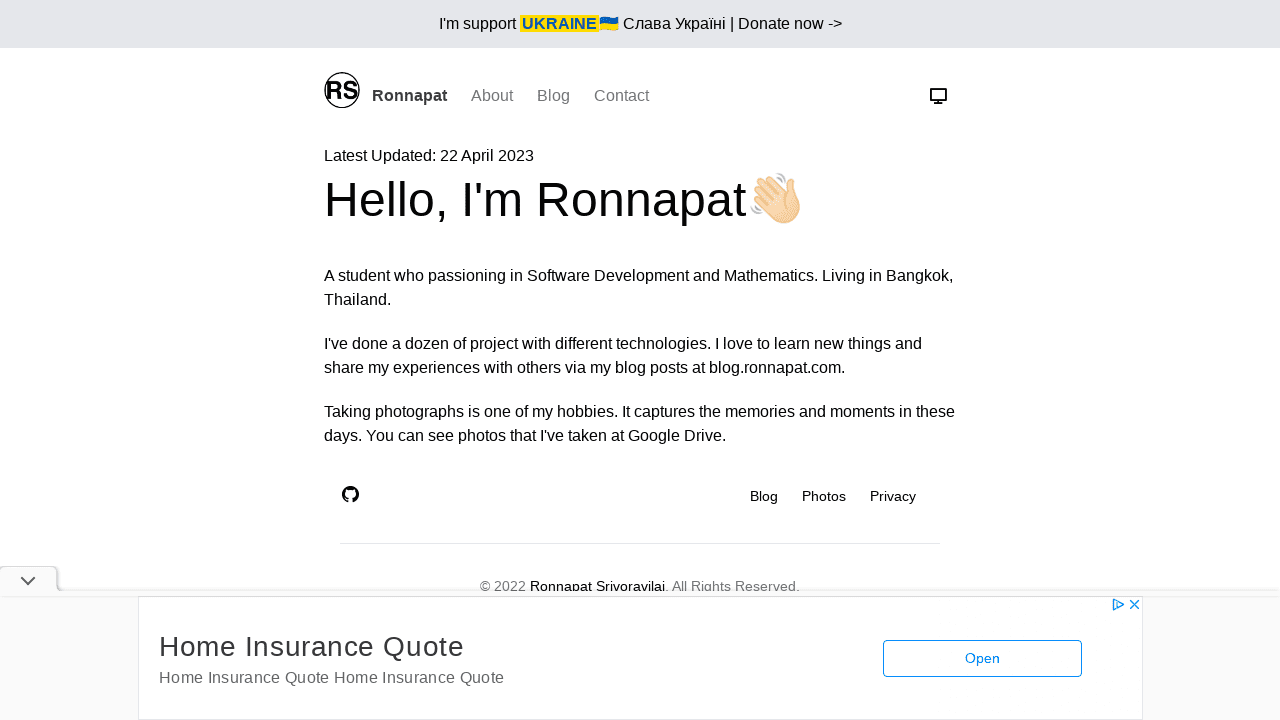 I'm support UKRAINE🇺🇦 Слава Україні | Donate now ->
RS Ronnapat About Blog Contact
Latest Updated: 22 April 2023
Hello, I'm Ronnapat👋🏻
A student who passioning in Software Development and Mathematics. Living in Bangkok,
Thailand.
I've done a dozen of project with different technologies. I love to learn new things and
share my experiences with others via my blog posts at blog.ronnapat.com.
Taking photographs is one of my hobbies. It captures the memories and moments in these
days. You can see photos that I've taken at Google Drive.
Blog Photos Privacy
© 2022 Ronnapat Srivoravilai. All Rights Reserved.
Home Insurance Quote
Home Insurance Quote Home Insurance Quote
Open